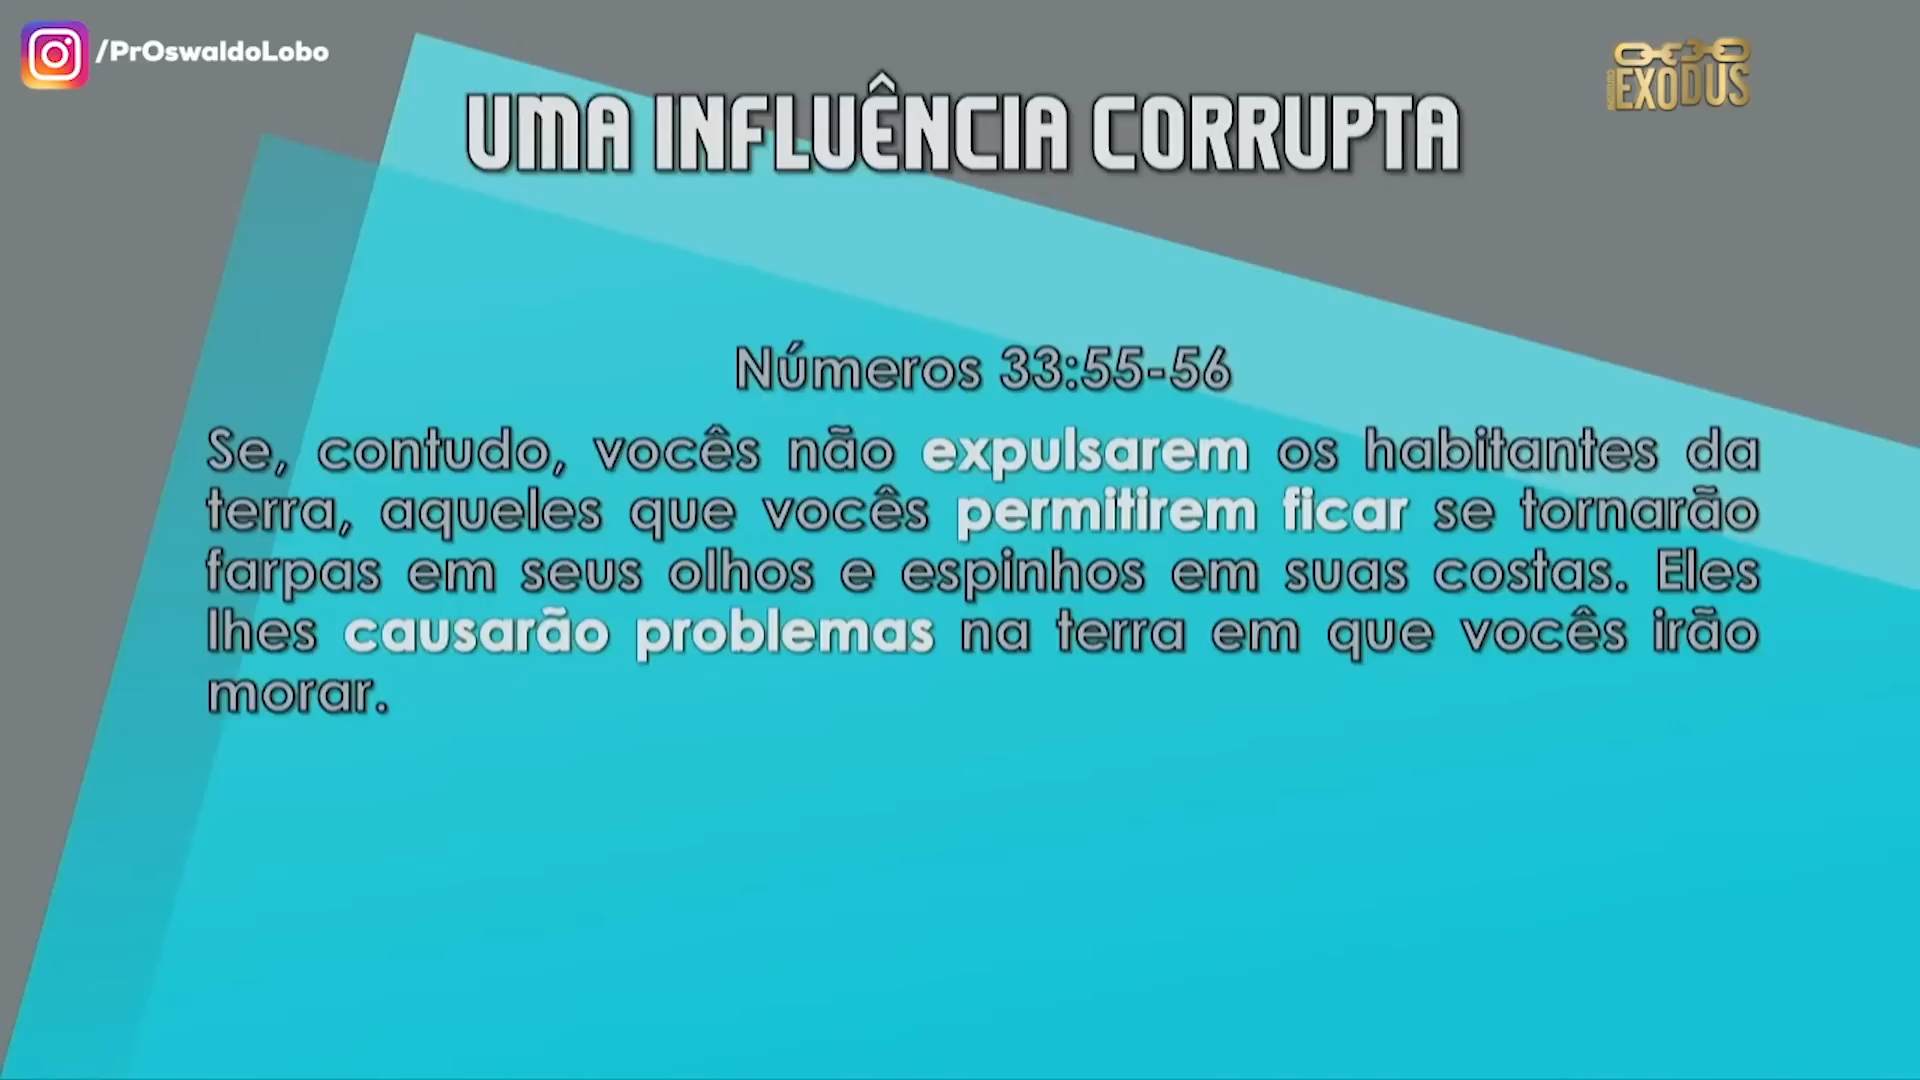 /PrOswaldoLobo
EXODUS
UMA INFLUÊNCIA CORRUPTA
Números 33:55-56
Se, contudo, vocês não expulsarem os habitantes da
terra, aqueles que vocês permitirem ficar se tornarão
farpas em seus olhos e espinhos em suas costas. Eles
lhes causarão problemas na terra em que vocês irão
morar.